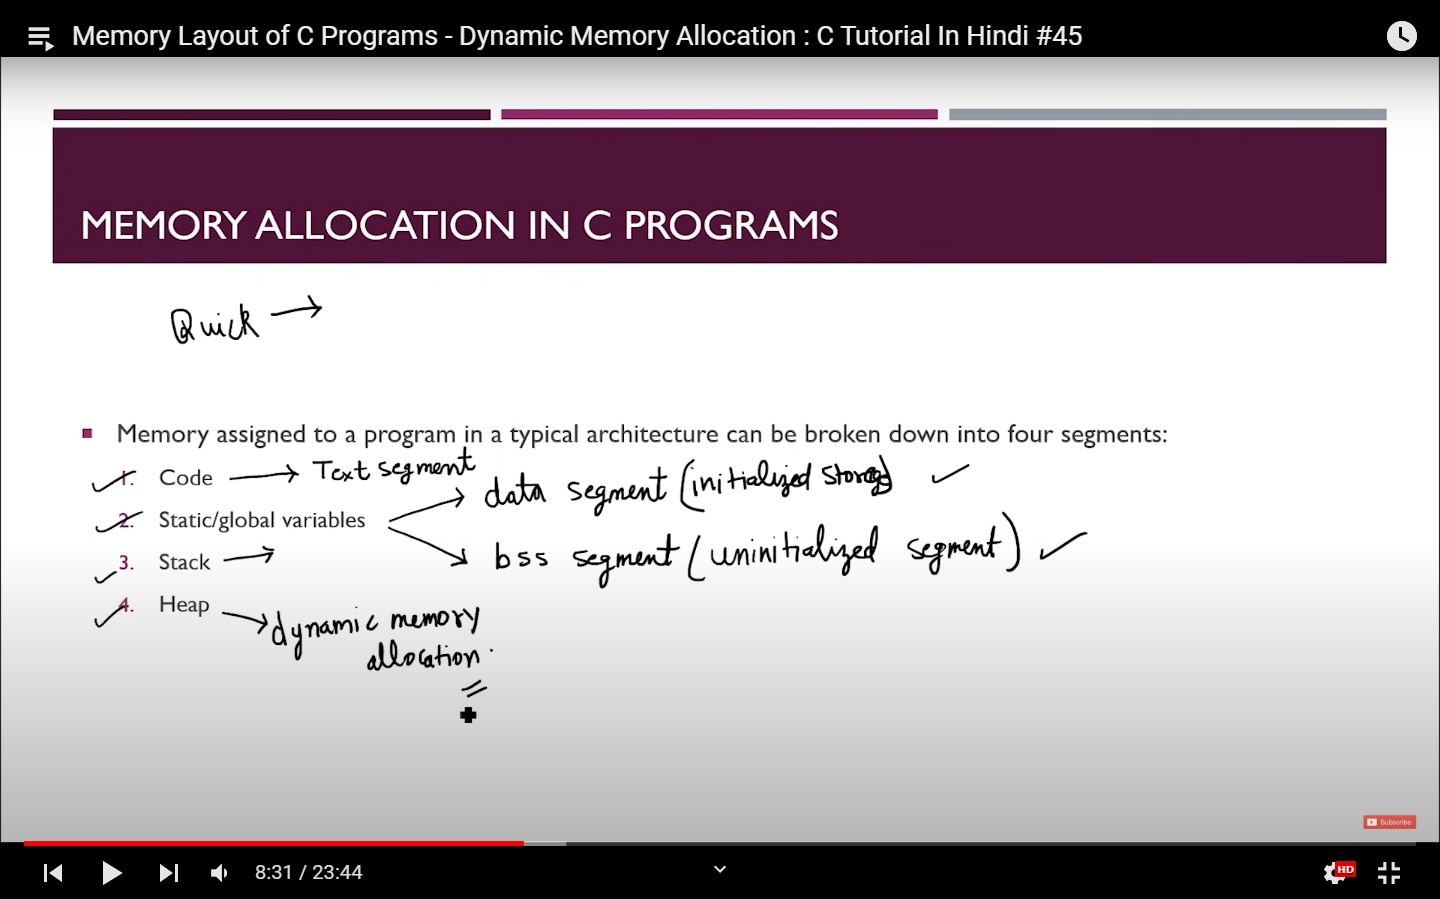 Memory Layout of C Programs - Dynamic Memory Allocation : C Tutorial In Hindi #45
MEMORY ALLOCATION IN C PROGRAMS
Quick →
▪ Memory assigned to a program in a typical architecture can be broken down into four segments:
1. Code → Text segment
data segment (initialized storage)
2. Static/global variables
bss segment (uninitialized segment)
3. Stack →
4. Heap → dynamic memory
allocation
Subscribe
8:31 / 23:44
HD